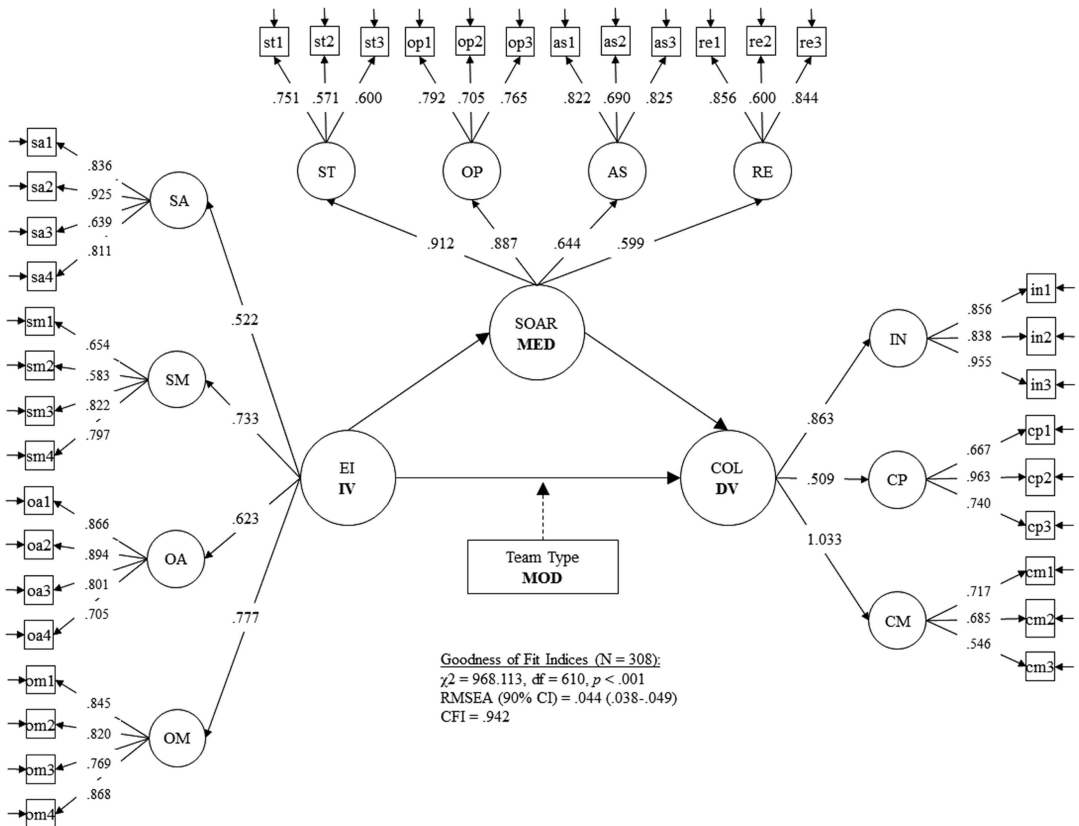 st1 st2 st3 op1 op2 op3 as1 as2 as3 re1 re2 re3
.751 .571 .600 .792 .705 .765 .822 .690 .825 .856 .600 .844
ST OP AS RE
.912 .887 .644 .599
sa1
sa2
sa3
sa4
.836
.925
.639
.811
SA
.522
sm1
sm2
sm3
sm4
.654
.583
.822
.797
SM
.733
oa1
oa2
oa3
oa4
.866
.894
.801
.705
OA
.623
om1
om2
om3
om4
.845
.820
.769
.868
OM
.777
SOAR
MED
EI
IV
COL
DV
Team Type
MOD
.863
.509
1.033
IN
.856
.838
.955
in1
in2
in3
CP
.667
.963
.740
cp1
cp2
cp3
CM
.717
.685
.546
cm1
cm2
cm3
Goodness of Fit Indices (N = 308):
χ2 = 968.113, df = 610, p < .001
RMSEA (90% CI) = .044 (.038-.049)
CFI = .942